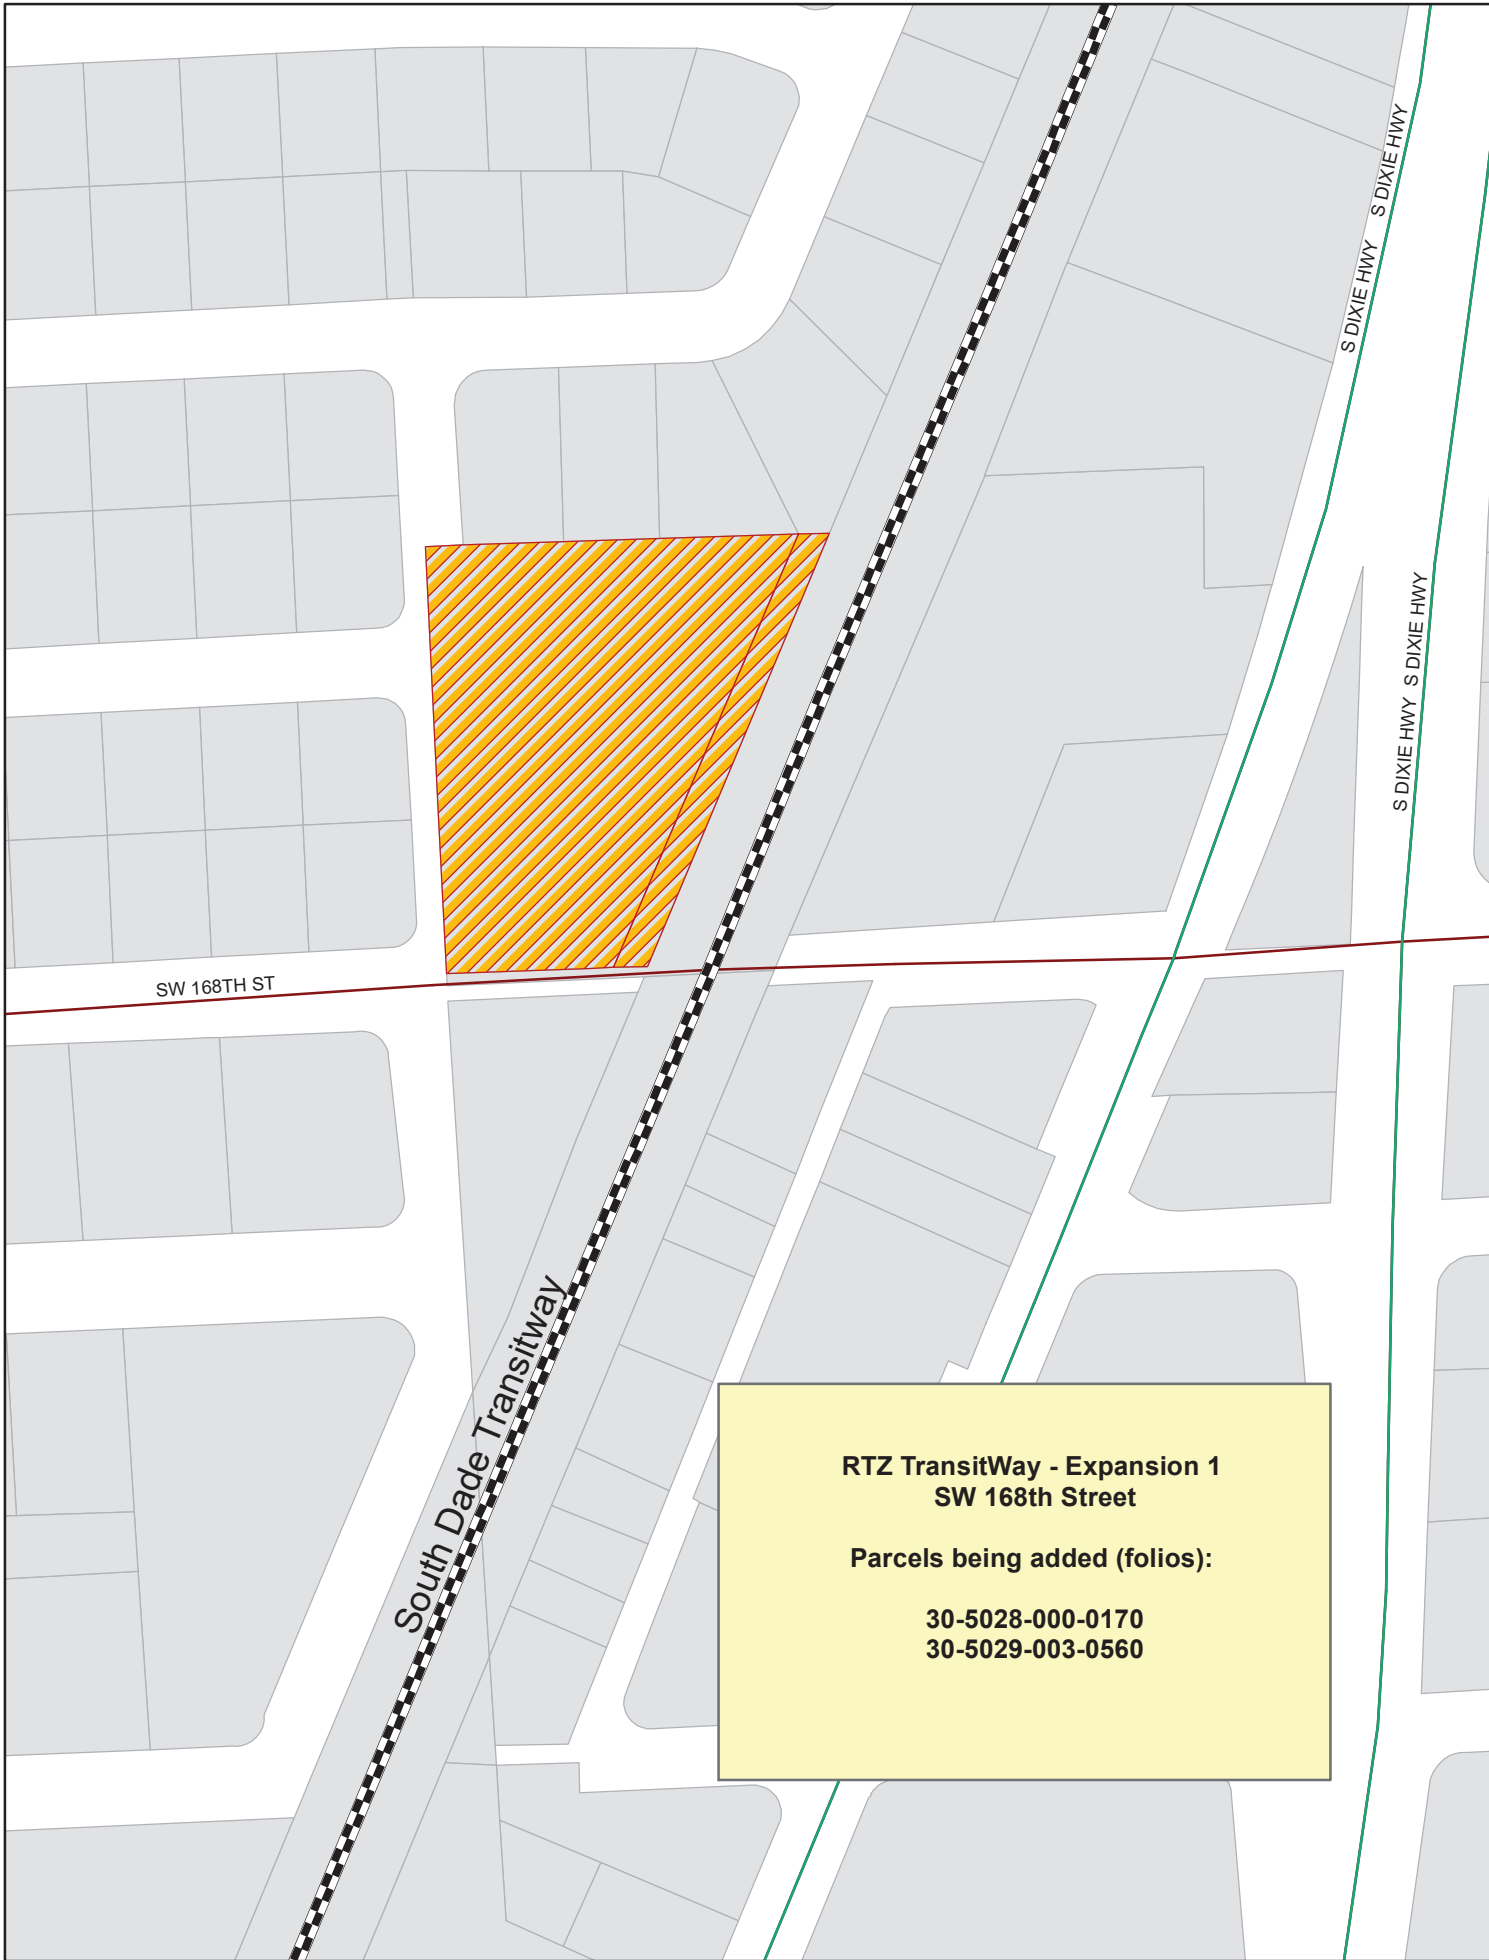 S DIXIE HWY
S DIXIE HWY
S DIXIE HWY
S DIXIE HWY
SW 168TH ST
South Dade Transitway
RTZ TransitWay - Expansion 1
SW 168th Street
Parcels being added (folios):
30-5028-000-0170
30-5029-003-0560